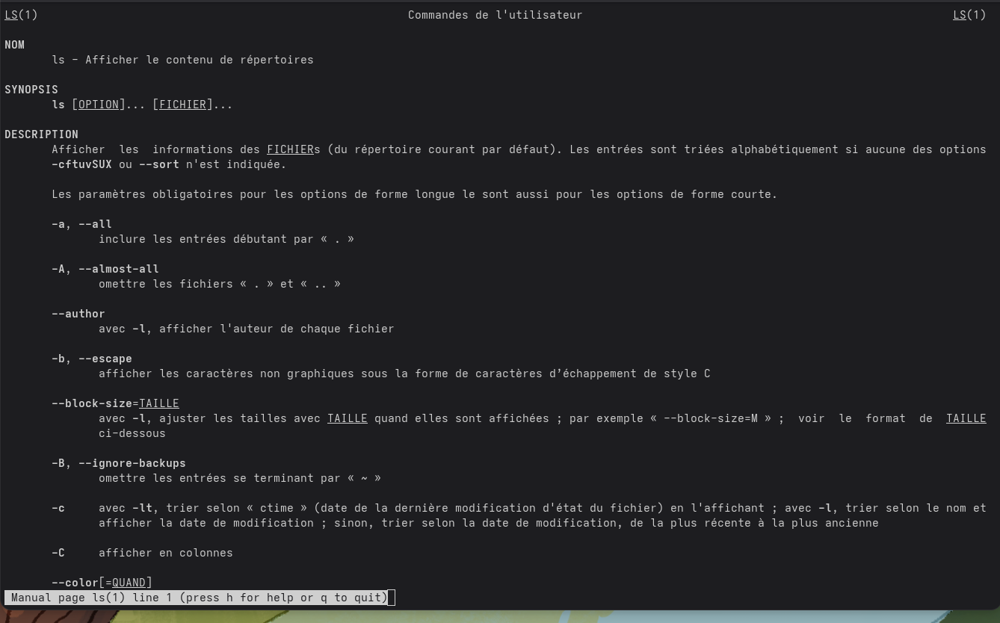 LS(1) Commandes de l'utilisateur LS(1)
NOM
ls - Afficher le contenu de répertoires
SYNOPSIS
ls [OPTION]... [FICHIER]...
DESCRIPTION
Afficher les informations des FICHIERs (du répertoire courant par défaut). Les entrées sont triées alphabétiquement si aucune des options
-cftuvSUX ou --sort n'est indiquée.
Les paramètres obligatoires pour les options de forme longue le sont aussi pour les options de forme courte.
-a, --all
inclure les entrées débutant par « . »
-A, --almost-all
omettre les fichiers « . » et « .. »
--author
avec -l, afficher l'auteur de chaque fichier
-b, --escape
afficher les caractères non graphiques sous la forme de caractères d’échappement de style C
--block-size=TAILLE
avec -l, ajuster les tailles avec TAILLE quand elles sont affichées ; par exemple « --block-size=M » ; voir le format de TAILLE
ci-dessous
-B, --ignore-backups
omettre les entrées se terminant par « ~ »
-c avec -lt, trier selon « ctime » (date de la dernière modification d'état du fichier) en l'affichant ; avec -l, trier selon le nom et
afficher la date de modification ; sinon, trier selon la date de modification, de la plus récente à la plus ancienne
-C afficher en colonnes
--color[=QUAND]
Manual page ls(1) line 1 (press h for help or q to quit)